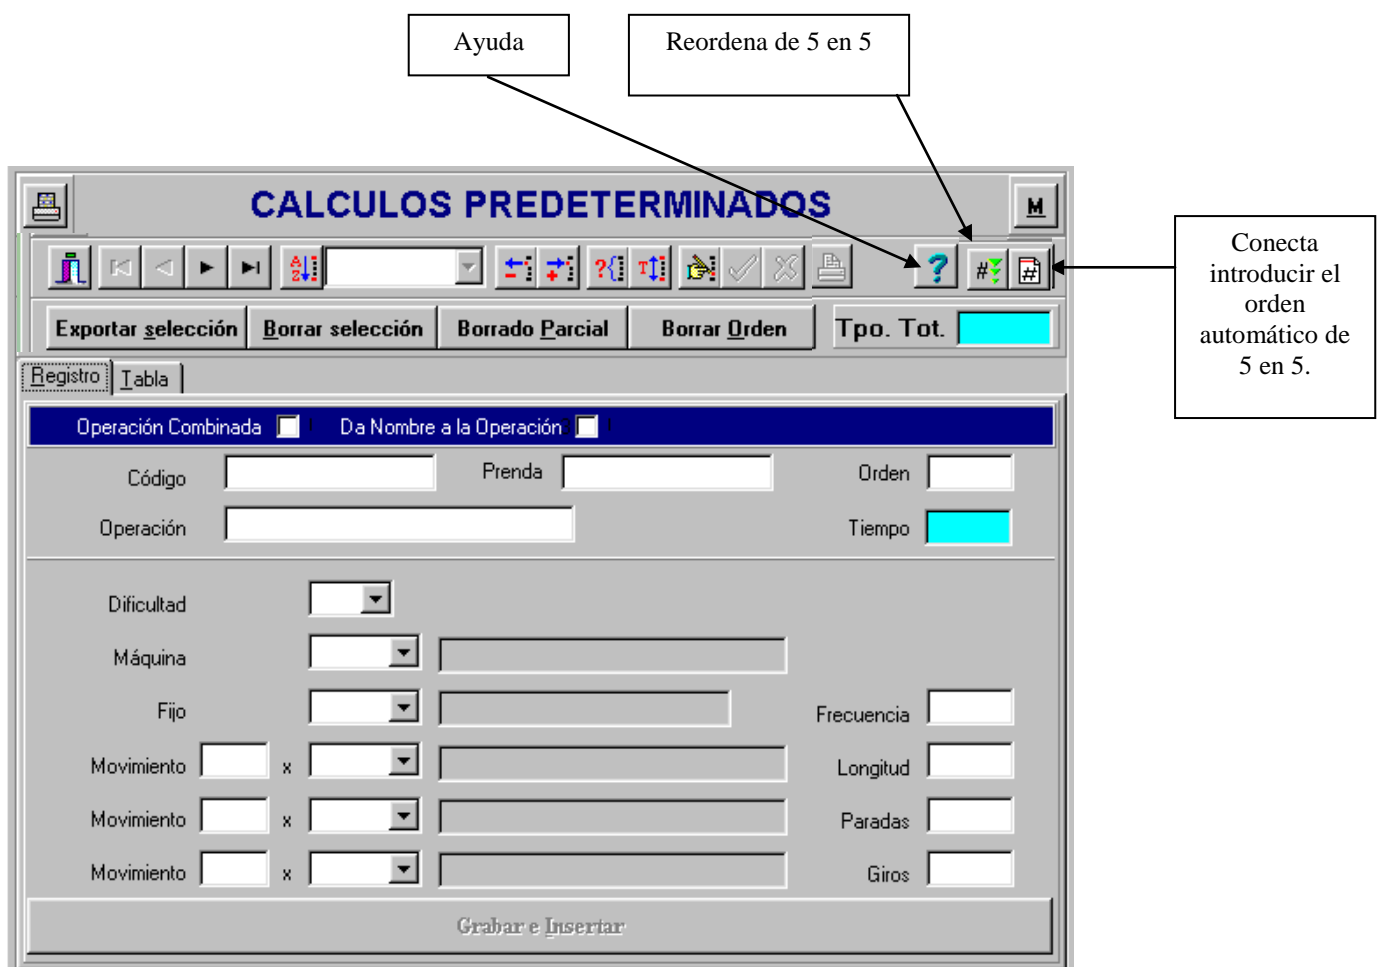 Ayuda
Reordena de 5 en 5
CALCULOS PREDETERMINADOS
M
Conecta
introducir el
orden
automático de
5 en 5.
Exportar selección
Borrar selección
Borrado Parcial
Borrar Orden
Tpo. Tot.
Registro
Tabla
Operación Combinada
Da Nombre a la Operación
Código
Prenda
Orden
Operación
Tiempo
Dificultad
Máquina
Fijo
Frecuencia
Movimiento x
Longitud
Movimiento x
Paradas
Movimiento x
Giros
Grabar e Insertar